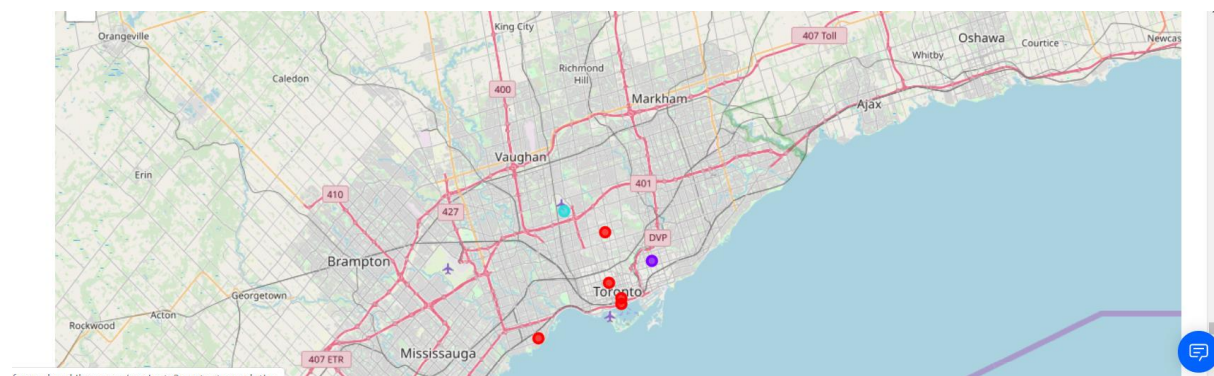 King City
Orangeville
407 Toll
Oshawa
Courtice
Newcas
Whitby
Richmond
Hill
Caledon
400
Markham
Ajax
Vaughan
Erin
401
410
427
DVP
Brampton
Toronto
Georgetown
Acton
Rockwood
Mississauga
407 ETR